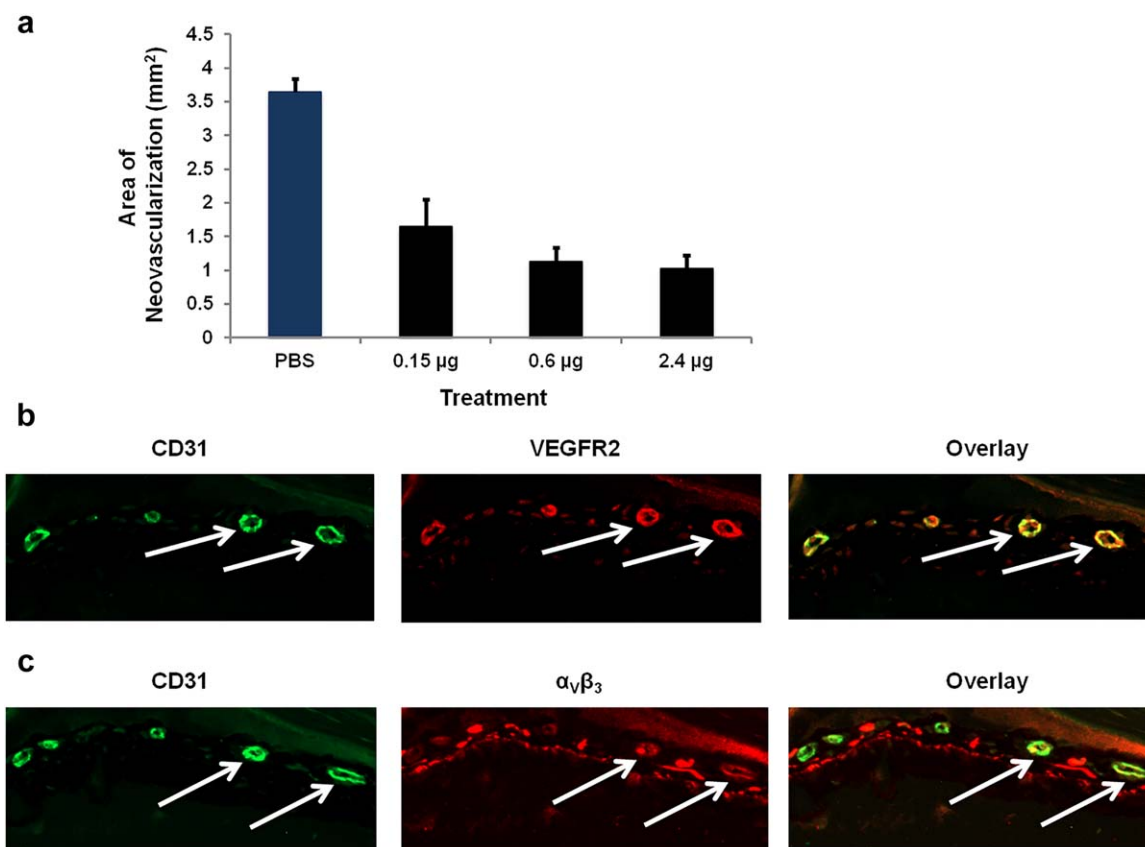 a
Area of
Neovascularization (mm²)
4.5
4
3.5
3
2.5
2
1.5
1
0.5
0
PBS
0.15 µg
0.6 µg
2.4 µg
Treatment
b
CD31
VEGFR2
Overlay
c
CD31
αvβ₃
Overlay